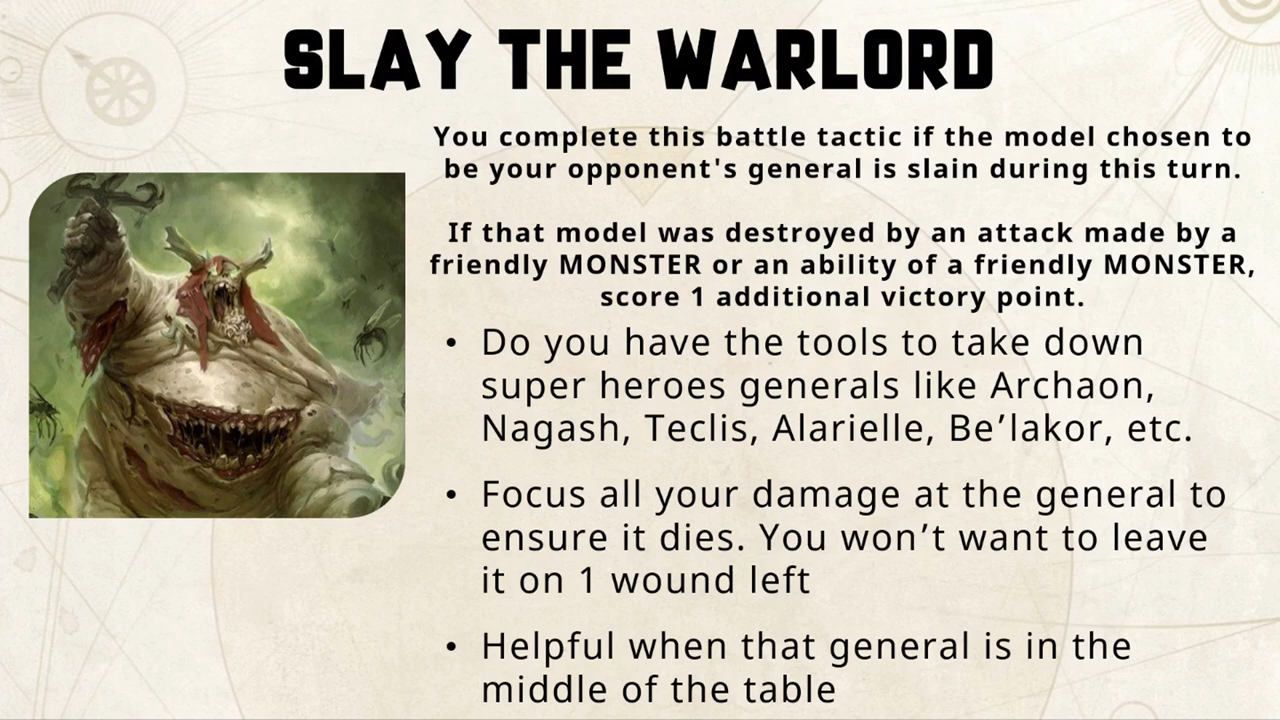 SLAY THE WARLORD
You complete this battle tactic if the model chosen to
be your opponent's general is slain during this turn.
If that model was destroyed by an attack made by a
friendly MONSTER or an ability of a friendly MONSTER,
score 1 additional victory point.
• Do you have the tools to take down
super heroes generals like Archaon,
Nagash, Teclis, Alarielle, Be’lakor, etc.
• Focus all your damage at the general to
ensure it dies. You won’t want to leave
it on 1 wound left
• Helpful when that general is in the
middle of the table